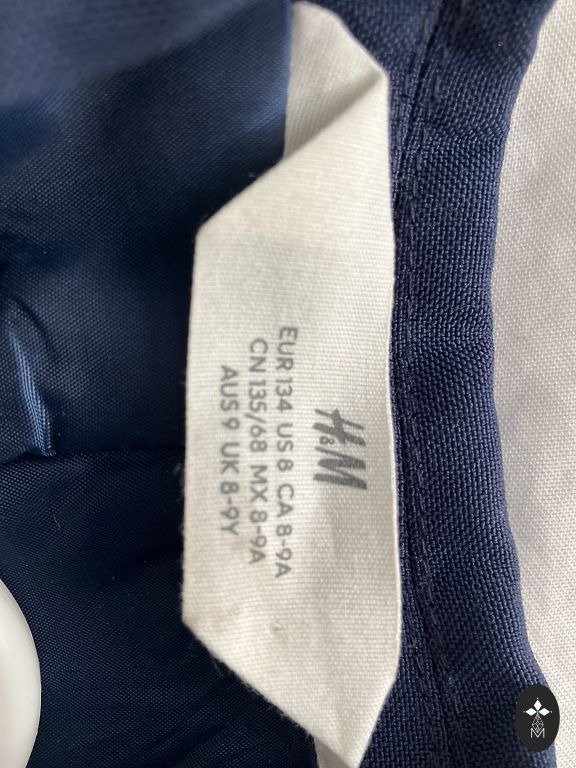 H&M
EUR 134 US 8 CA 8-9A
CN 135/68 MX 8-9A
AUS 9 UK 8-9Y
M